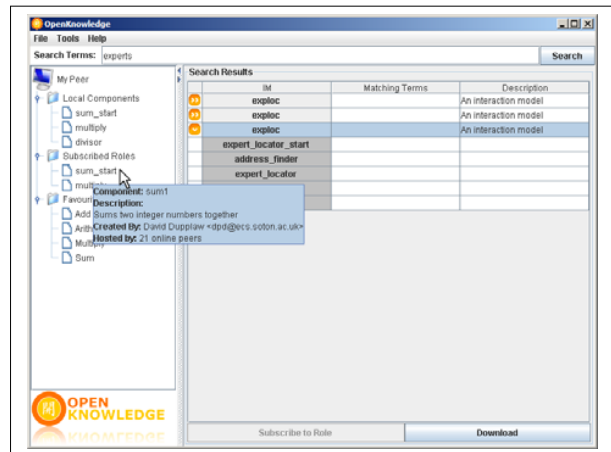 OpenKnowledge
File Tools Help
Search Terms: experts Search
My Peer
Local Components
sum_start
multiply
divisor
Subscribed Roles
sum_start
Component: sum1
Description:
Sums two integer numbers together
Created By: David Dupplaw <dpd@ecs.soton.ac.uk>
Hosted by: 21 online peers
Add
Sum
OPEN
KNOWLEDGE
Search Results
IM Matching Terms Description
exploc An interaction model
exploc An interaction model
exploc An interaction model
expert_locator_start
address_finder
expert_locator
Subscribe to Role Download